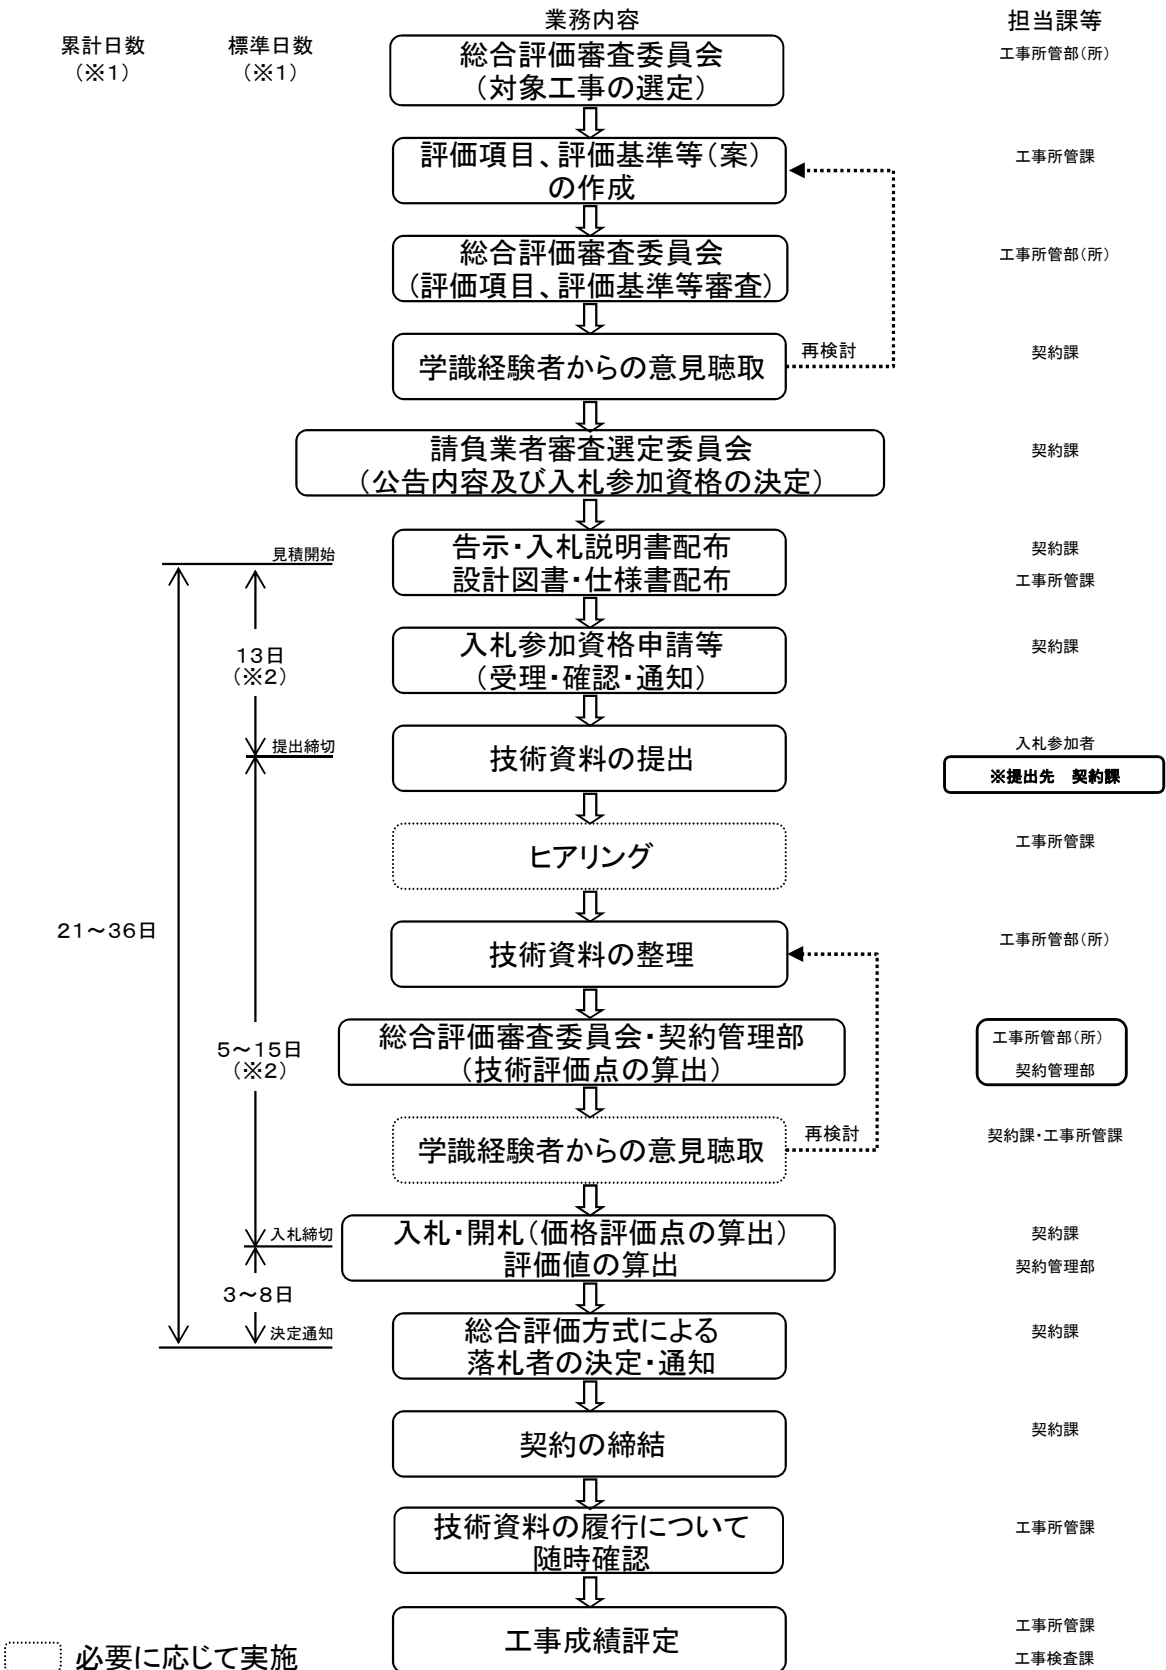 業務内容
担当課等
累計日数
(※1)
標準日数
(※1)
総合評価審査委員会
(対象工事の選定)
工事所管部(所)
評価項目、評価基準等(案)
の作成
工事所管課
総合評価審査委員会
(評価項目、評価基準等審査)
工事所管部(所)
学識経験者からの意見聴取
再検討
契約課
請負業者審査選定委員会
(公告内容及び入札参加資格の決定)
契約課
見積開始
告示・入札説明書配布
設計図書・仕様書配布
契約課
工事所管課
13日
(※2)
入札参加資格申請等
(受理・確認・通知)
契約課
提出締切
技術資料の提出
入札参加者
※提出先　契約課
ヒアリング
工事所管課
21～36日
技術資料の整理
工事所管部(所)
5～15日
(※2)
総合評価審査委員会・契約管理部
(技術評価点の算出)
工事所管部(所)
契約管理部
学識経験者からの意見聴取
再検討
契約課・工事所管課
入札締切
入札・開札(価格評価点の算出)
評価値の算出
契約課
契約管理部
3～8日
決定通知
総合評価方式による
落札者の決定・通知
契約課
契約の締結
契約課
技術資料の履行について
随時確認
工事所管課
工事成績評定
工事所管課
工事検査課
必要に応じて実施